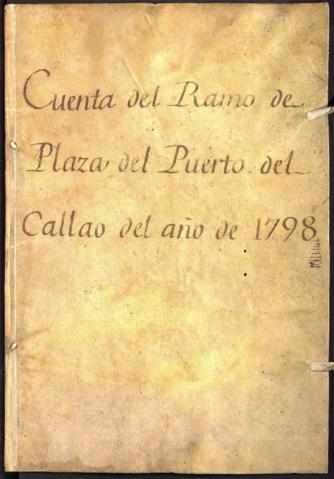 Cuenta del Ramo de
Plaza del Puerto del
Callao del año de 1798